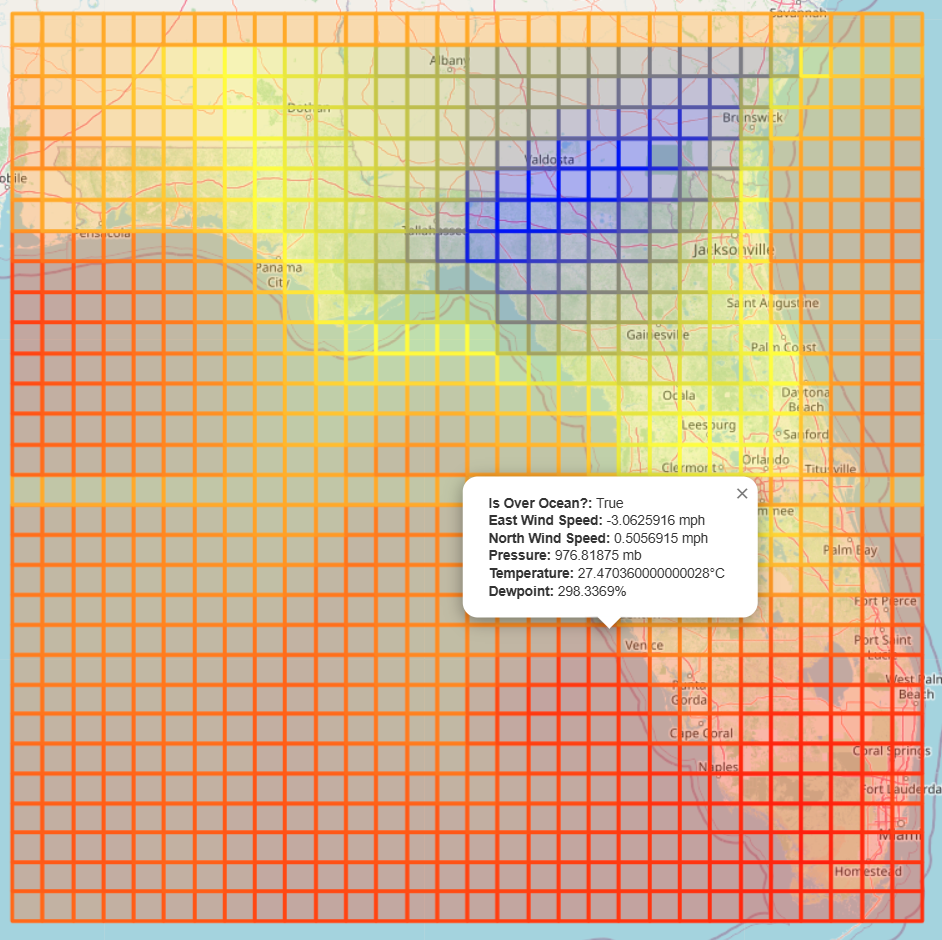 Savannah
Albany
Dothan
Brunswick
Valdosta
obile
Pensacola
Tallahassee
Jacksonville
Panama
City
Saint Augustine
Gainesville
Palm Coast
Ocala
Daytona
Beach
Leesburg
Sanford
Orlando
Clermont
Titusville
×
Is Over Ocean?: True
East Wind Speed: -3.0625916 mph
North Wind Speed: 0.5056915 mph
Pressure: 976.81875 mb
Temperature: 27.470360000000028°C
Dewpoint: 298.3369%
mnee
Palm Bay
Fort Pierce
Venice
Port Saint
Lucie
West Palm
Beach
Punta
Gorda
Cape Coral
Coral Springs
Naples
Fort Lauderda
Miami
Homestead